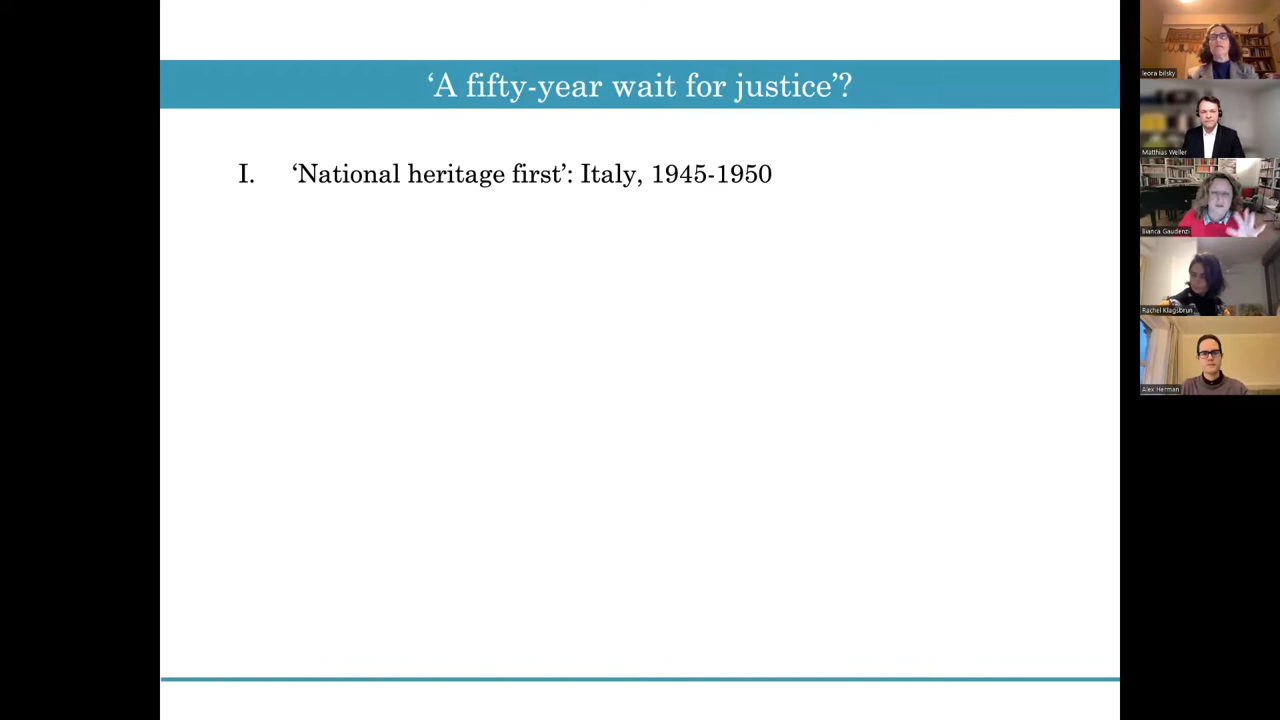 ‘A fifty-year wait for justice’?
I. ‘National heritage first’: Italy, 1945-1950
leora bilsky
Matthias Weller
Bianca Gaudenzi
Rachel Klagsbrun
Alex Herman